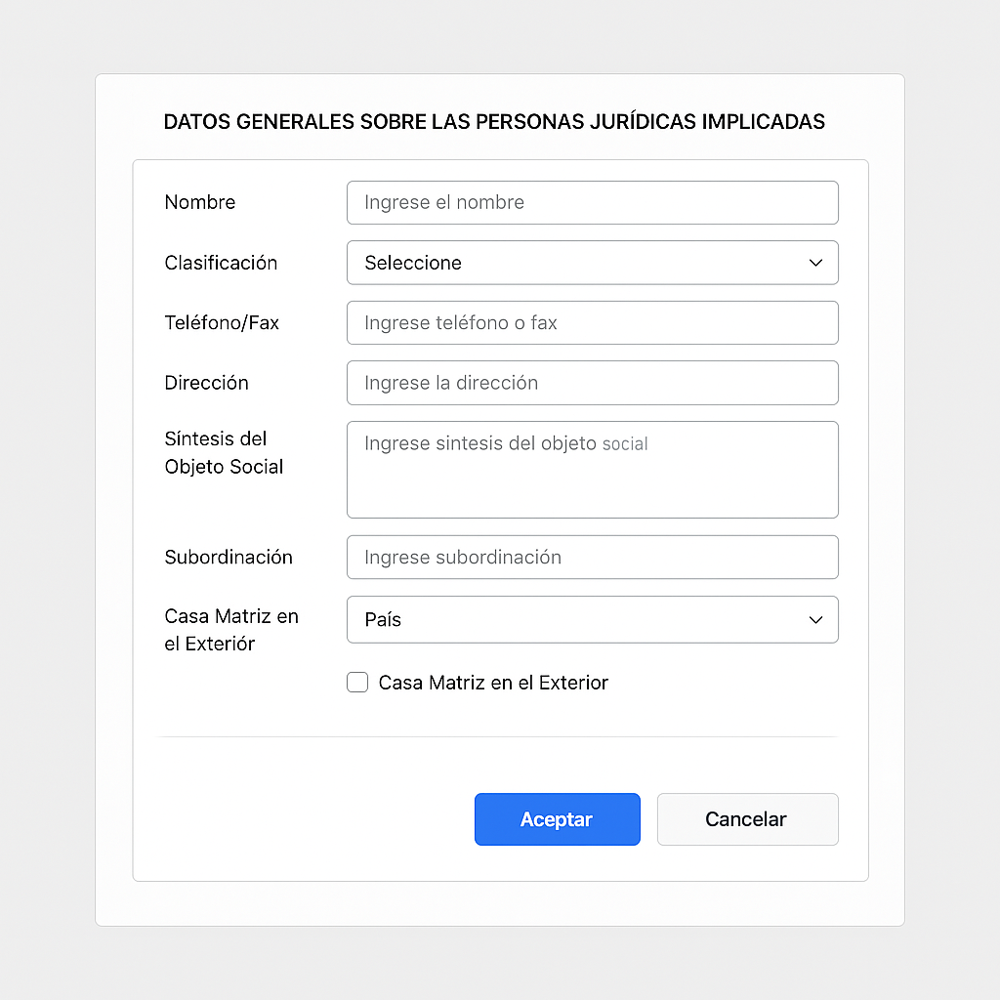 DATOS GENERALES SOBRE LAS PERSONAS JURÍDICAS IMPLICADAS
Nombre
Ingrese el nombre
Clasificación
Seleccione
Teléfono/Fax
Ingrese teléfono o fax
Dirección
Ingrese la dirección
Síntesis del
Objeto Social
Ingrese sintesis del objeto social
Subordinación
Ingrese subordinación
Casa Matriz en
el Exteriór
País
Casa Matriz en el Exterior
Aceptar
Cancelar